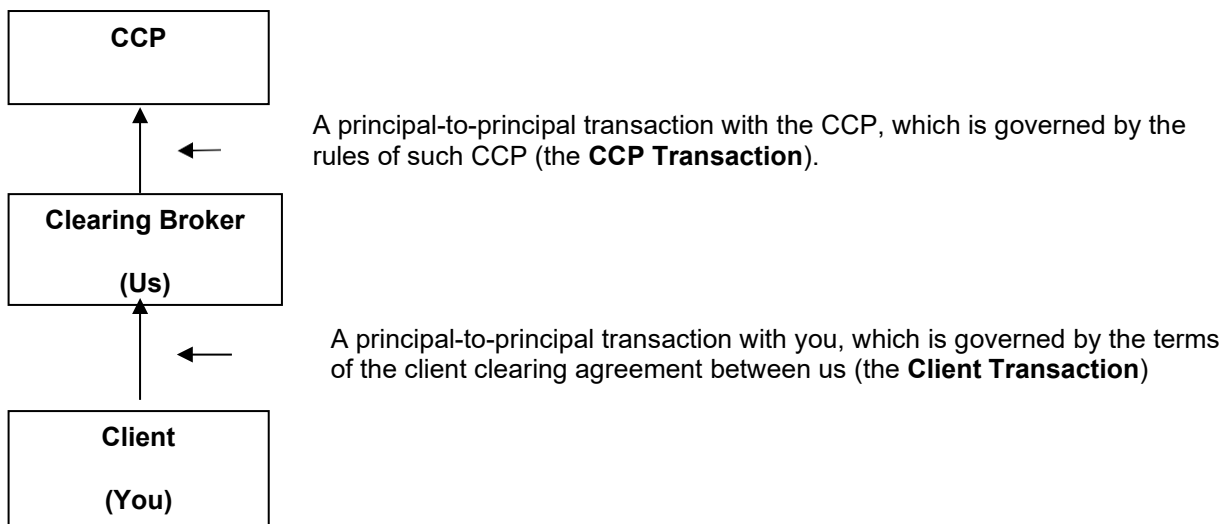 CCP
A principal-to-principal transaction with the CCP, which is governed by the
rules of such CCP (the CCP Transaction).
Clearing Broker
(Us)
A principal-to-principal transaction with you, which is governed by the terms
of the client clearing agreement between us (the Client Transaction)
Client
(You)